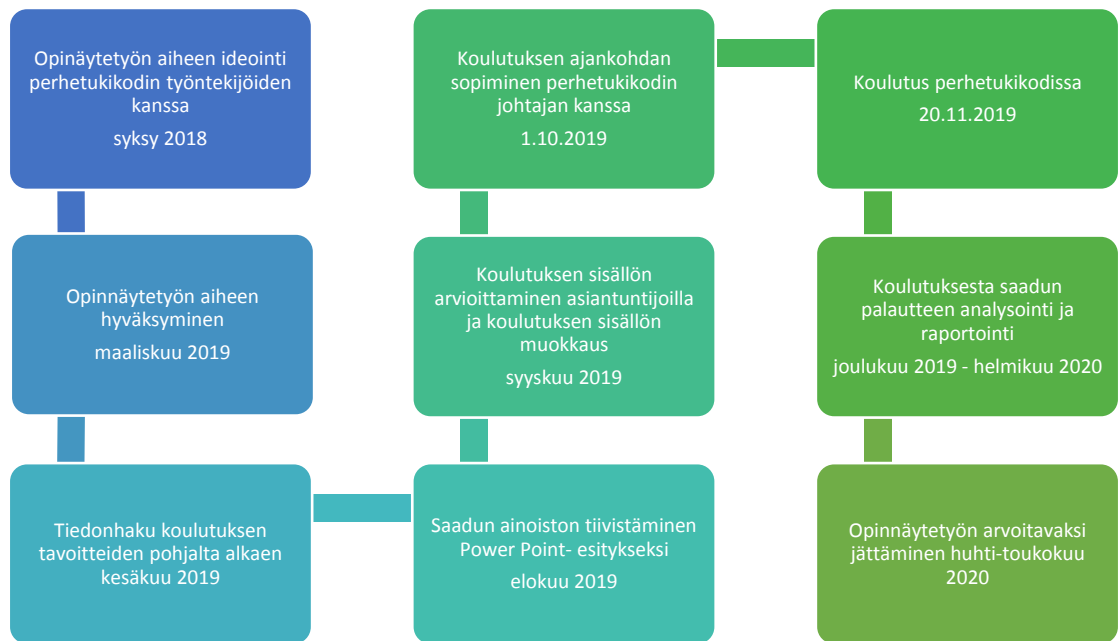 Opinäytetyön aiheen ideointi
perhetukikodin työntekijöiden
kanssa
syksy 2018
Opinnäytetyön aiheen
hyväksyminen
maaliskuu 2019
Tiedonhaku koulutuksen
tavoitteiden pohjalta alkaen
kesäkuu 2019
Saadun ainoiston tiivistäminen
Power Point- esitykseksi
elokuu 2019
Koulutuksen sisällön
arvioittaminen asiantuntijoilla
ja koulutuksen sisällön
muokkaus
syyskuu 2019
Koulutuksen ajankohdan
sopiminen perhetukikodin
johtajan kanssa
1.10.2019
Koulutus perhetukikodissa
20.11.2019
Koulutuksesta saadun
palautteen analysointi ja
raportointi
joulukuu 2019 - helmikuu 2020
Opinnäytetyön arvoitavaksi
jättäminen huhti-toukokuu
2020